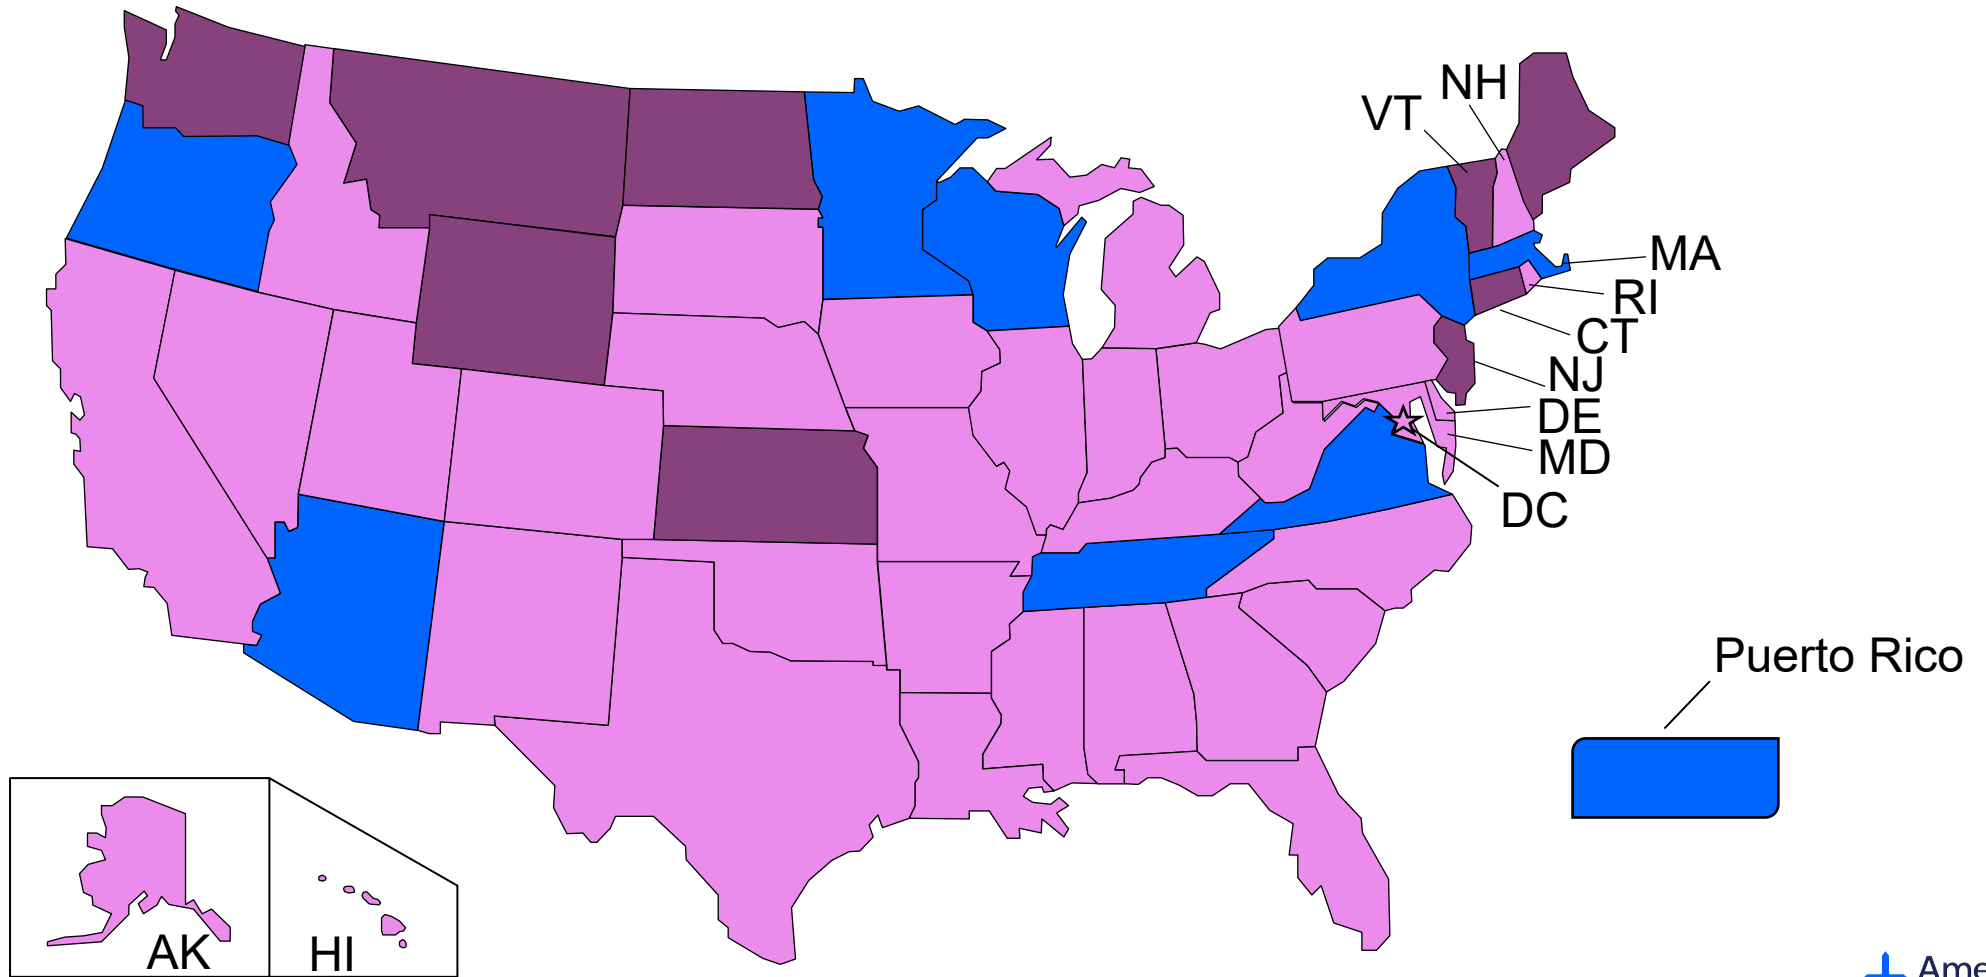 NH
VT
MA
RI
CT
NJ
DE
MD
DC
Puerto Rico
AK
HI